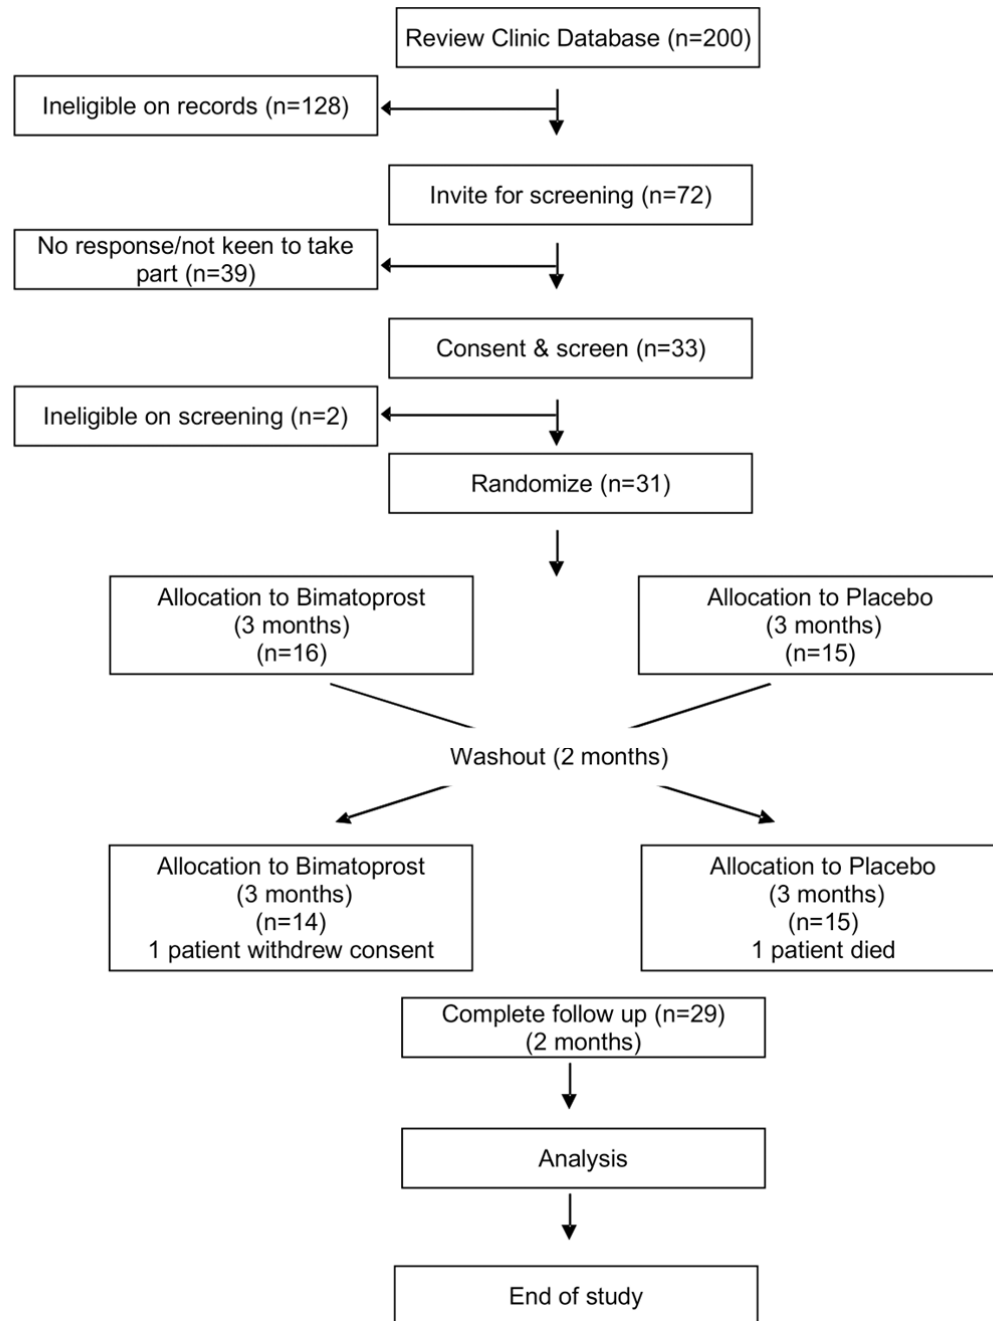 Review Clinic Database (n=200)
Ineligible on records (n=128)
Invite for screening (n=72)
No response/not keen to take
part (n=39)
Consent & screen (n=33)
Ineligible on screening (n=2)
Randomize (n=31)
Allocation to Bimatoprost
(3 months)
(n=16)
Allocation to Placebo
(3 months)
(n=15)
Washout (2 months)
Allocation to Bimatoprost
(3 months)
(n=14)
1 patient withdrew consent
Allocation to Placebo
(3 months)
(n=15)
1 patient died
Complete follow up (n=29)
(2 months)
Analysis
End of study